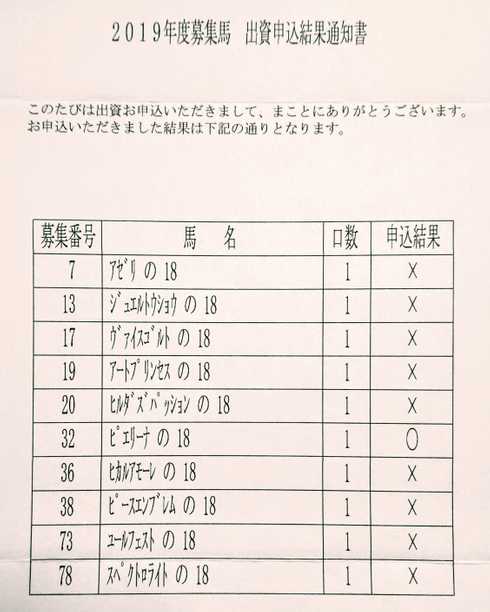 2019年度募集馬 出資申込結果通知書
このたびは出資お申込いただきまして、まことにありがとうございます。
お申込いただきました結果は下記の通りとなります。
募集番号 馬 名 口数 申込結果
7 ｱｾﾞﾘ の 18 1 ×
13 ｼﾞｭｴﾙﾄｳｼｮｳ の 18 1 ×
17 ｳﾞｧｲｽｺﾞﾙﾄ の 18 1 ×
19 ｱｰﾄﾌﾟﾘﾝｾｽ の 18 1 ×
20 ﾋﾙﾀﾞｽﾞﾊﾟｯｼｮﾝ の 18 1 ×
32 ﾋﾟｴﾘｰﾅ の 18 1 ○
36 ﾋｶﾙｱﾓｰﾚ の 18 1 ×
38 ﾋﾟｰｽｴﾝﾌﾞﾚﾑ の 18 1 ×
73 ﾕｰﾙﾌｪｽﾄ の 18 1 ×
78 ｽﾍﾟｸﾄﾛﾗｲﾄ の 18 1 ×